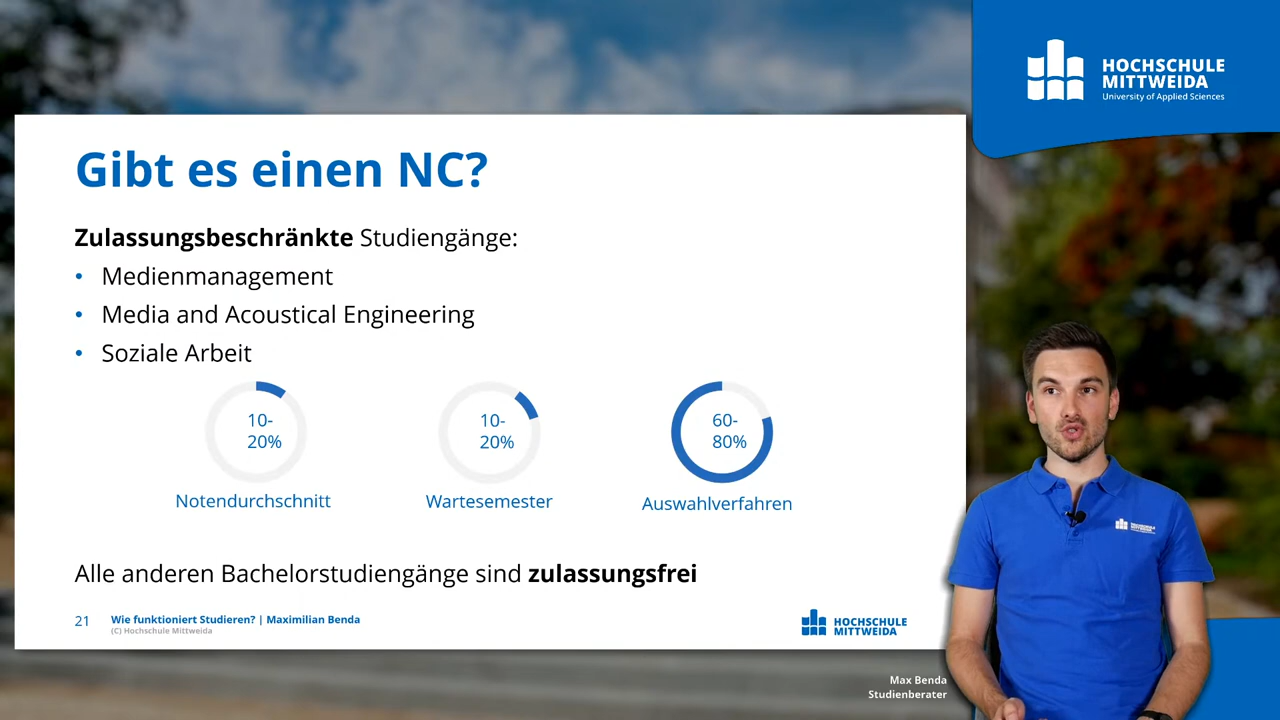 HOCHSCHULE
MITTWEIDA
University of Applied Sciences
Gibt es einen NC?
Zulassungsbeschränkte Studiengänge:
• Medienmanagement
• Media and Acoustical Engineering
• Soziale Arbeit
10-
20%
Notendurchschnitt
10-
20%
Wartesemester
60-
80%
Auswahlverfahren
Alle anderen Bachelorstudiengänge sind zulassungsfrei
21
Wie funktioniert Studieren? | Maximilian Benda
(C) Hochschule Mittweida
HOCHSCHULE
MITTWEIDA
HOCHSCHULE
MITTWEIDA
Max Benda
Studienberater